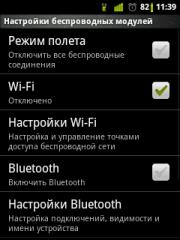 82 11:39
Настройки беспроводных модулей
Режим полета
Отключить все беспроводные
соединения
Wi-Fi
Отключено
Настройки Wi-Fi
Настройка и управление точками
доступа беспроводной сети
Bluetooth
Включить Bluetooth
Настройки Bluetooth
Настройка подключений, видимости и
имени устройства